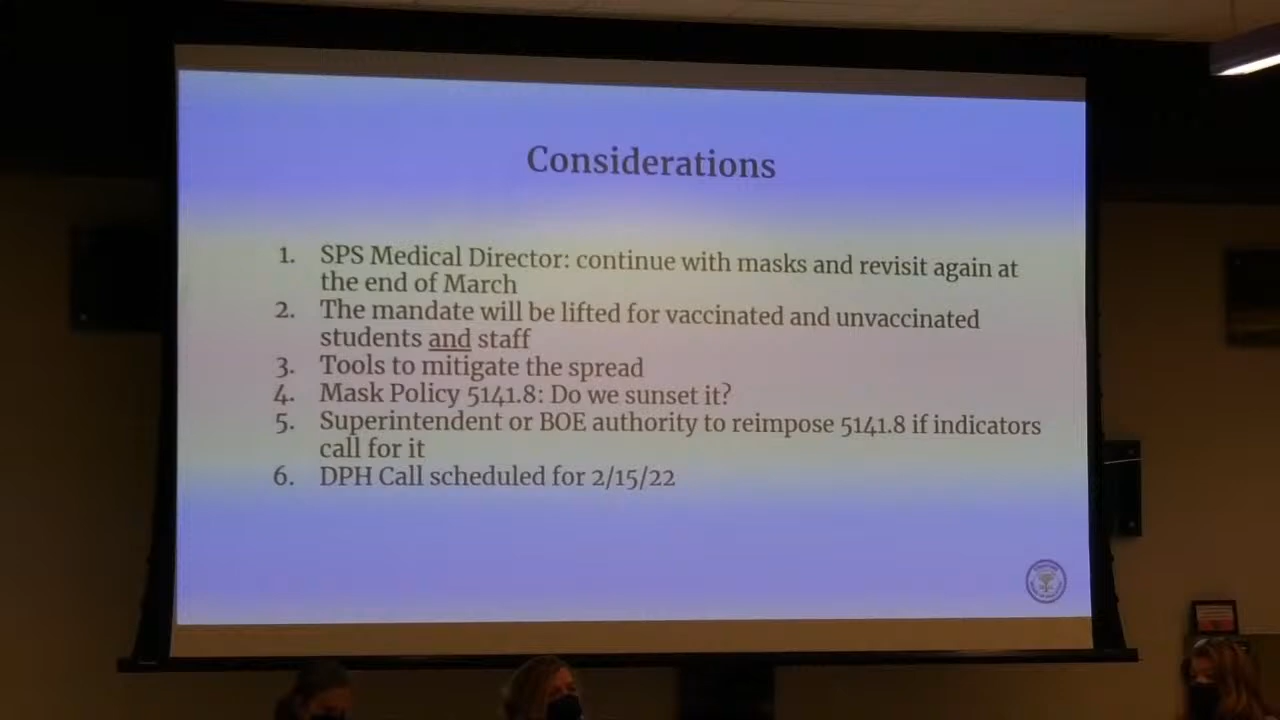 Considerations
1. SPS Medical Director: continue with masks and revisit again at
the end of March
2. The mandate will be lifted for vaccinated and unvaccinated
students and staff
3. Tools to mitigate the spread
4. Mask Policy 5141.8: Do we sunset it?
5. Superintendent or BOE authority to reimpose 5141.8 if indicators
call for it
6. DPH Call scheduled for 2/15/22